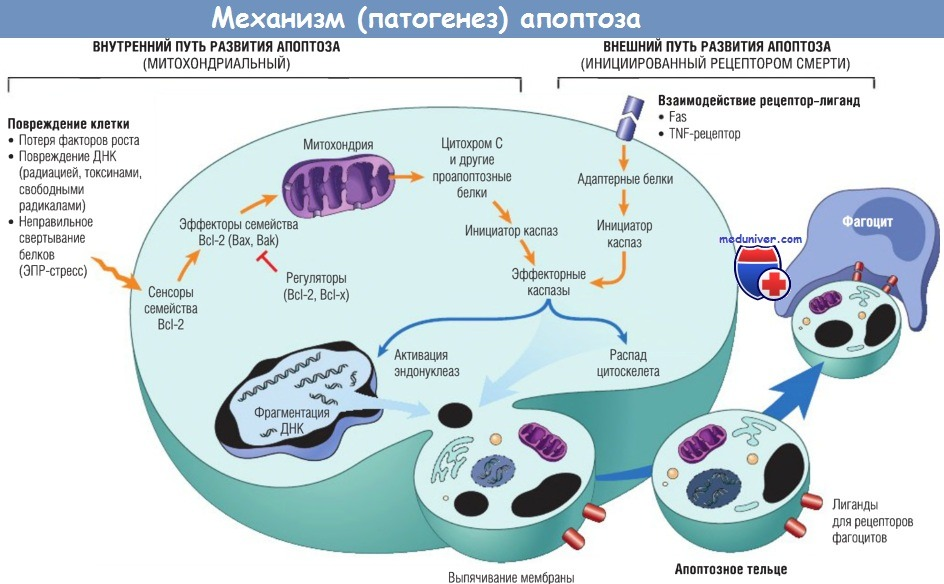 Механизм (патогенез) апоптоза
ВНУТРЕННИЙ ПУТЬ РАЗВИТИЯ АПОПТОЗА
(МИТОХОНДРИАЛЬНЫЙ)
ВНЕШНИЙ ПУТЬ РАЗВИТИЯ АПОПТОЗА
(ИНИЦИИРОВАННЫЙ РЕЦЕПТОРОМ СМЕРТИ)
Взаимодействие рецептор–лиганд
• Fas
• TNF-рецептор
Повреждение клетки
• Потеря факторов роста
• Повреждение ДНК
(радиацией, токсинами,
свободными
радикалами)
• Неправильное
свертывание
белков
(ЭПР-стресс)
Митохондрия
Цитохром С
и другие
проапоптозные
белки
Адаптерные белки
Эффекторы семейства
Bcl-2 (Bax, Bak)
Инициатор каспаз
Инициатор
каспаз
Регуляторы
(Bcl-2, Bcl-x)
Эффекторные
каспазы
Сенсоры
семейства
Bcl-2
meduniver.com
Фагоцит
Активация
эндонуклеаз
Распад
цитоскелета
Фрагментация
ДНК
Лиганды
для рецепторов
фагоцитов
Апоптозное тельце
Выпячивание мембраны